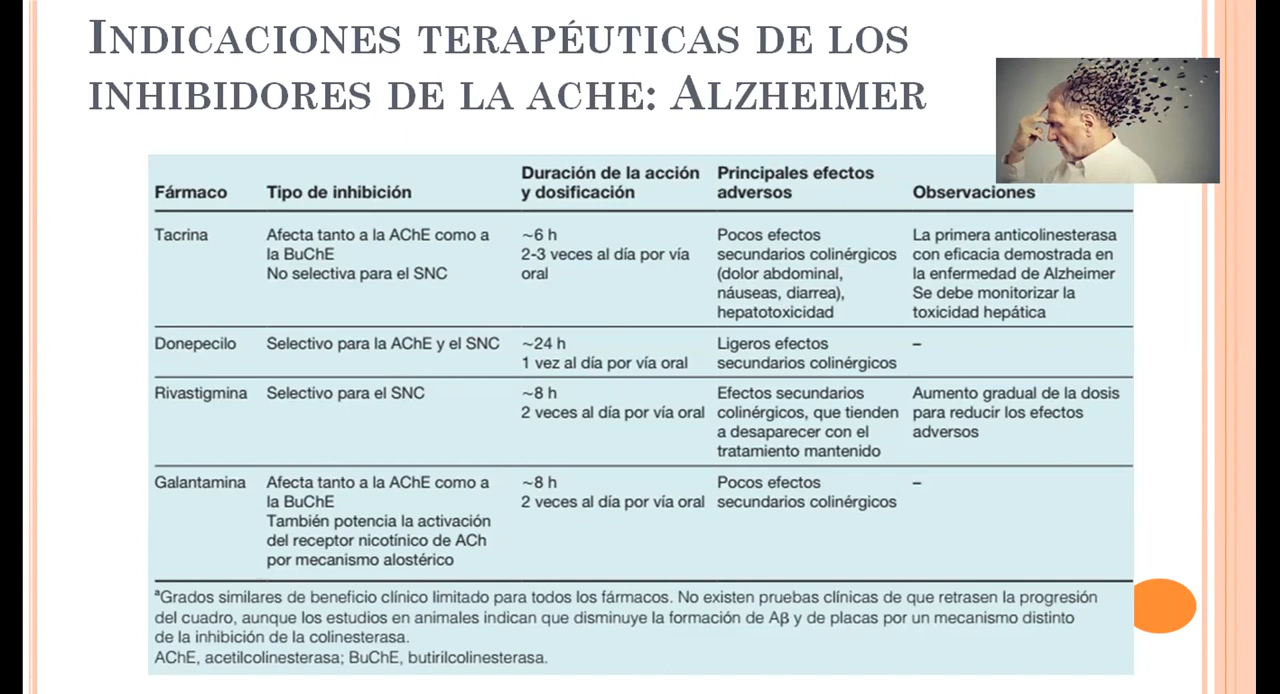 INDICACIONES TERAPÉUTICAS DE LOS
INHIBIDORES DE LA ACHE: ALZHEIMER
Fármaco Tipo de inhibición Duración de la acción y dosificación Principales efectos adversos Observaciones
Tacrina
Afecta tanto a la AChE como a
la BuChE
No selectiva para el SNC
~6 h
2-3 veces al día por vía
oral
Pocos efectos
secundarios colinérgicos
(dolor abdominal,
náuseas, diarrea),
hepatotoxicidad
La primera anticolinesterasa
con eficacia demostrada en
la enfermedad de Alzheimer
Se debe monitorizar la
toxicidad hepática
Donepecilo
Selectivo para la AChE y el SNC
~24 h
1 vez al día por vía oral
Ligeros efectos
secundarios colinérgicos
–
Rivastigmina
Selectivo para el SNC
~8 h
2 veces al día por vía oral
Efectos secundarios
colinérgicos, que tienden
a desaparecer con el
tratamiento mantenido
Aumento gradual de la dosis
para reducir los efectos
adversos
Galantamina
Afecta tanto a la AChE como a
la BuChE
También potencia la activación
del receptor nicotínico de ACh
por mecanismo alostérico
~8 h
2 veces al día por vía oral
Pocos efectos
secundarios colinérgicos
–
ªGrados similares de beneficio clínico limitado para todos los fármacos. No existen pruebas clínicas de que retrasen la progresión
del cuadro, aunque los estudios en animales indican que disminuye la formación de Aβ y de placas por un mecanismo distinto
de la inhibición de la colinesterasa.
AChE, acetilcolinesterasa; BuChE, butirilcolinesterasa.